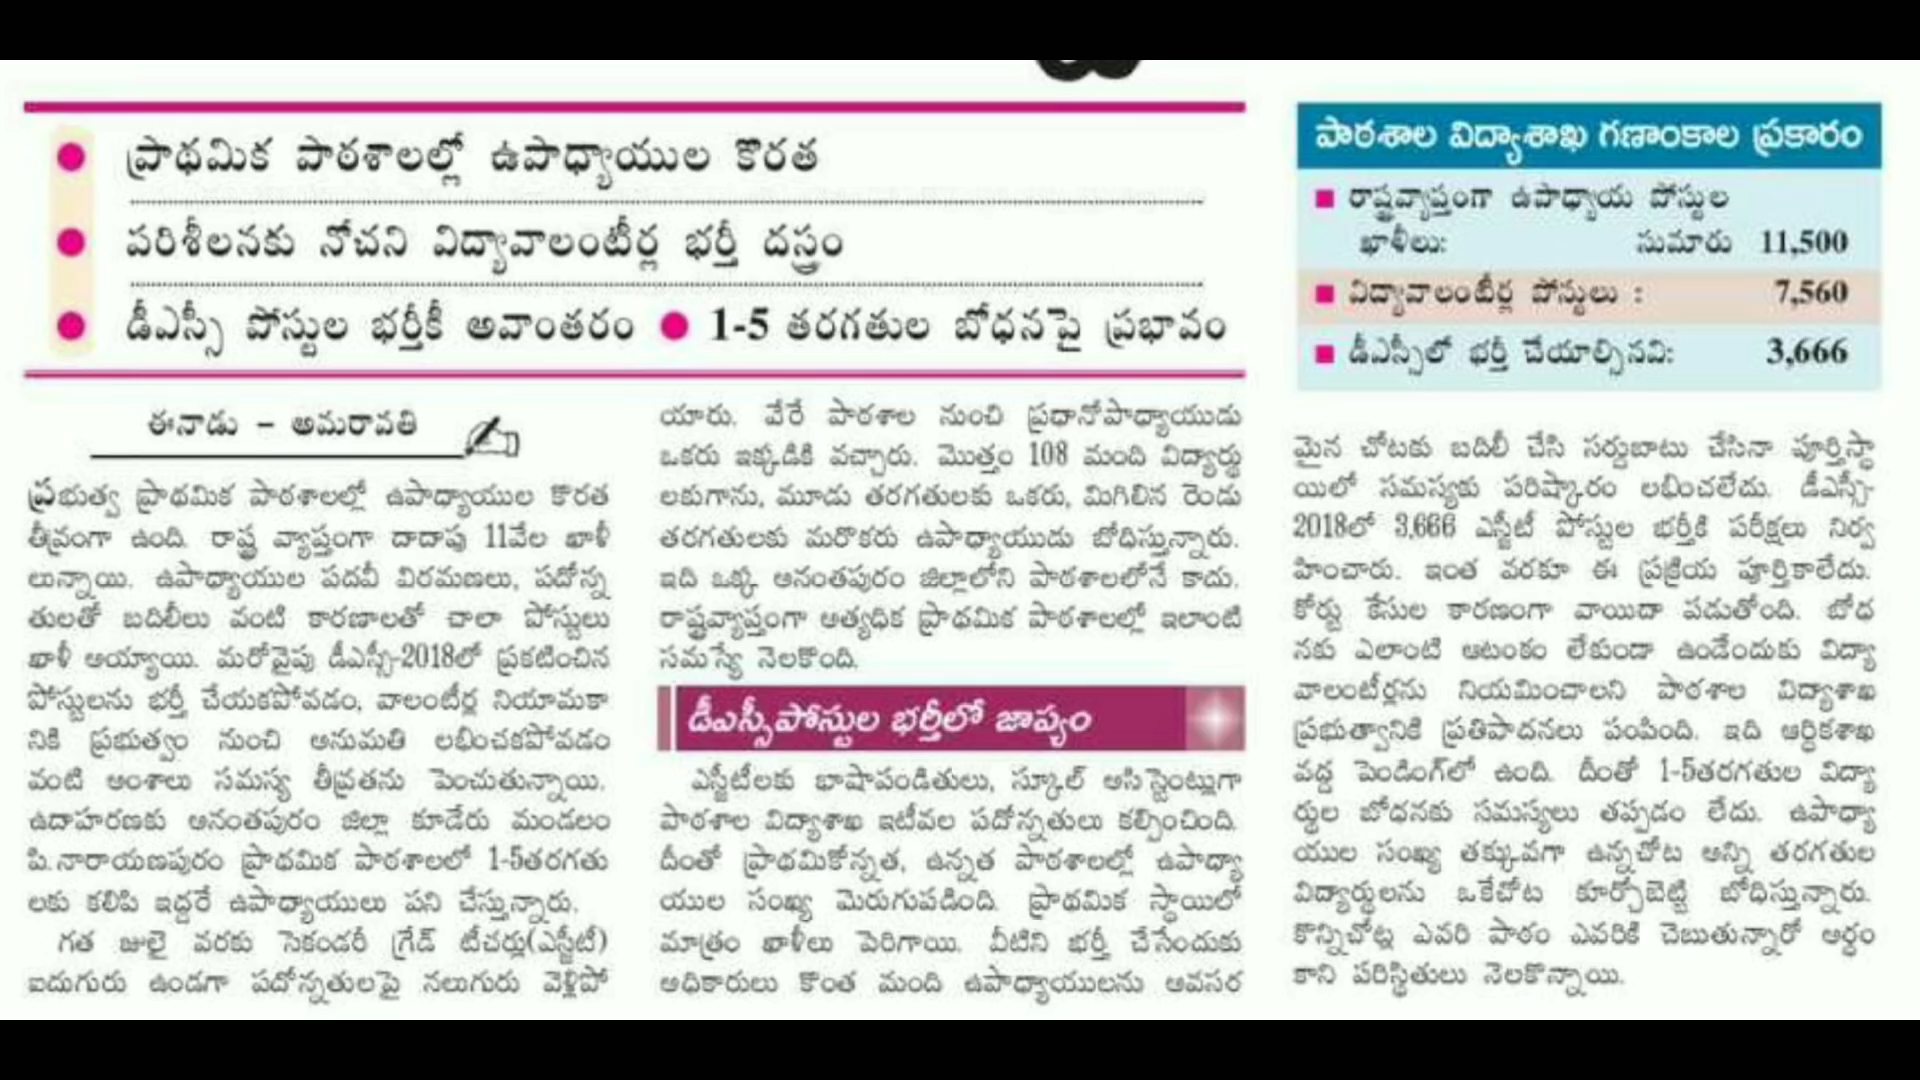 ప్రాథమిక పాఠశాలల్లో ఉపాధ్యాయుల కొరత
పరిశీలనకు నోచని విద్యావాలంటీర్ల భర్తీ దస్త్రం
డీఎస్సీ పోస్టుల భర్తీకీ అవాంతరం ● 1-5 తరగతుల బోధనపై ప్రభావం
ఈనాడు - అమరావతి
ప్రభుత్వ ప్రాథమిక పాఠశాలల్లో ఉపాధ్యాయుల కొరత
తీవ్రంగా ఉంది. రాష్ట్ర వ్యాప్తంగా దాదాపు 11వేల ఖాళీ
లున్నాయి. ఉపాధ్యాయుల పదవీ విరమణలు, పదోన్న
తులతో బదిలీలు వంటి కారణాలతో చాలా పోస్టులు
ఖాళీ అయ్యాయి. మరోవైపు డీఎస్సీ-2018లో ప్రకటించిన
పోస్టులను భర్తీ చేయకపోవడం, వాలంటీర్ల నియామకా
నికి ప్రభుత్వం నుంచి అనుమతి లభించకపోవడం
వంటి అంశాలు సమస్య తీవ్రతను పెంచుతున్నాయి.
ఉదాహరణకు అనంతపురం జిల్లా కూడేరు మండలం
పి.నారాయణపురం ప్రాథమిక పాఠశాలలో 1-5తరగతు
లకు కలిపి ఇద్దరే ఉపాధ్యాయులు పని చేస్తున్నారు.
గత జులై వరకు సెకండరీ గ్రేడ్ టీచర్లు(ఎస్జీటీ)
ఐదుగురు ఉండగా పదోన్నతులపై నలుగురు వెళ్లిపో
యారు. వేరే పాఠశాల నుంచి ప్రధానోపాధ్యాయుడు
ఒకరు ఇక్కడికి వచ్చారు. మొత్తం 108 మంది విద్యార్థు
లకుగాను, మూడు తరగతులకు ఒకరు, మిగిలిన రెండు
తరగతులకు మరొకరు ఉపాధ్యాయుడు బోధిస్తున్నారు.
ఇది ఒక్క అనంతపురం జిల్లాలోని పాఠశాలలోనే కాదు.
రాష్ట్రవ్యాప్తంగా అత్యధిక ప్రాథమిక పాఠశాలల్లో ఇలాంటి
సమస్యే నెలకొంది.
డీఎస్సీపోస్టుల భర్తీలో జాప్యం
ఎస్జీటీలకు భాషాపండితులు, స్కూల్ అసిస్టెంట్లుగా
పాఠశాల విద్యాశాఖ ఇటీవల పదోన్నతులు కల్పించింది.
దీంతో ప్రాథమికోన్నత, ఉన్నత పాఠశాలల్లో ఉపాధ్యా
యుల సంఖ్య మెరుగుపడింది. ప్రాథమిక స్థాయిలో
మాత్రం ఖాళీలు పెరిగాయి. వీటిని భర్తీ చేసేందుకు
అధికారులు కొంత మంది ఉపాధ్యాయులను అవసర
పాఠశాల విద్యాశాఖ గణాంకాల ప్రకారం
రాష్ట్రవ్యాప్తంగా ఉపాధ్యాయ పోస్టుల
ఖాళీలు: సుమారు 11,500
విద్యావాలంటీర్ల పోస్టులు : 7,560
డీఎస్సీలో భర్తీ చేయాల్సినవి: 3,666
మైన చోటకు బదిలీ చేసి సర్దుబాటు చేసినా పూర్తిస్థా
యిలో సమస్యకు పరిష్కారం లభించలేదు. డీఎస్సీ-
2018లో 3,666 ఎస్జీటీ పోస్టుల భర్తీకి పరీక్షలు నిర్వ
హించారు. ఇంత వరకూ ఈ ప్రక్రియ పూర్తికాలేదు.
కోర్టు కేసుల కారణంగా వాయిదా పడుతోంది. బోధ
నకు ఎలాంటి ఆటంకం లేకుండా ఉండేందుకు విద్యా
వాలంటీర్లను నియమించాలని పాఠశాల విద్యాశాఖ
ప్రభుత్వానికి ప్రతిపాదనలు పంపింది. ఇది ఆర్థికశాఖ
వద్ద పెండింగ్‌లో ఉంది. దీంతో 1-5తరగతుల విద్యా
ర్థుల బోధనకు సమస్యలు తప్పడం లేదు. ఉపాధ్యా
యుల సంఖ్య తక్కువగా ఉన్నచోట అన్ని తరగతుల
విద్యార్థులను ఒకేచోట కూర్చోబెట్టి బోధిస్తున్నారు.
కొన్నిచోట్ల ఎవరి పాఠం ఎవరికి చెబుతున్నారో అర్థం
కాని పరిస్థితులు నెలకొన్నాయి.